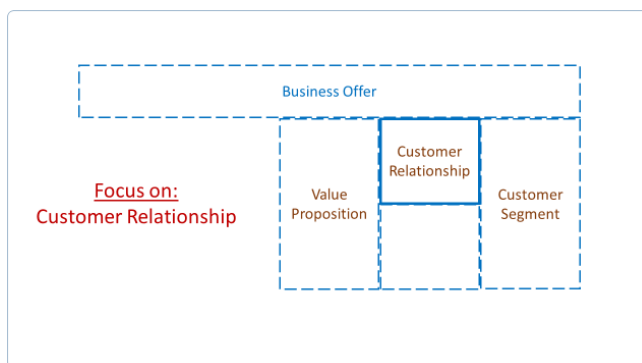 Business Offer
Customer
Relationship
Focus on:
Customer Relationship
Value
Proposition
Customer
Segment